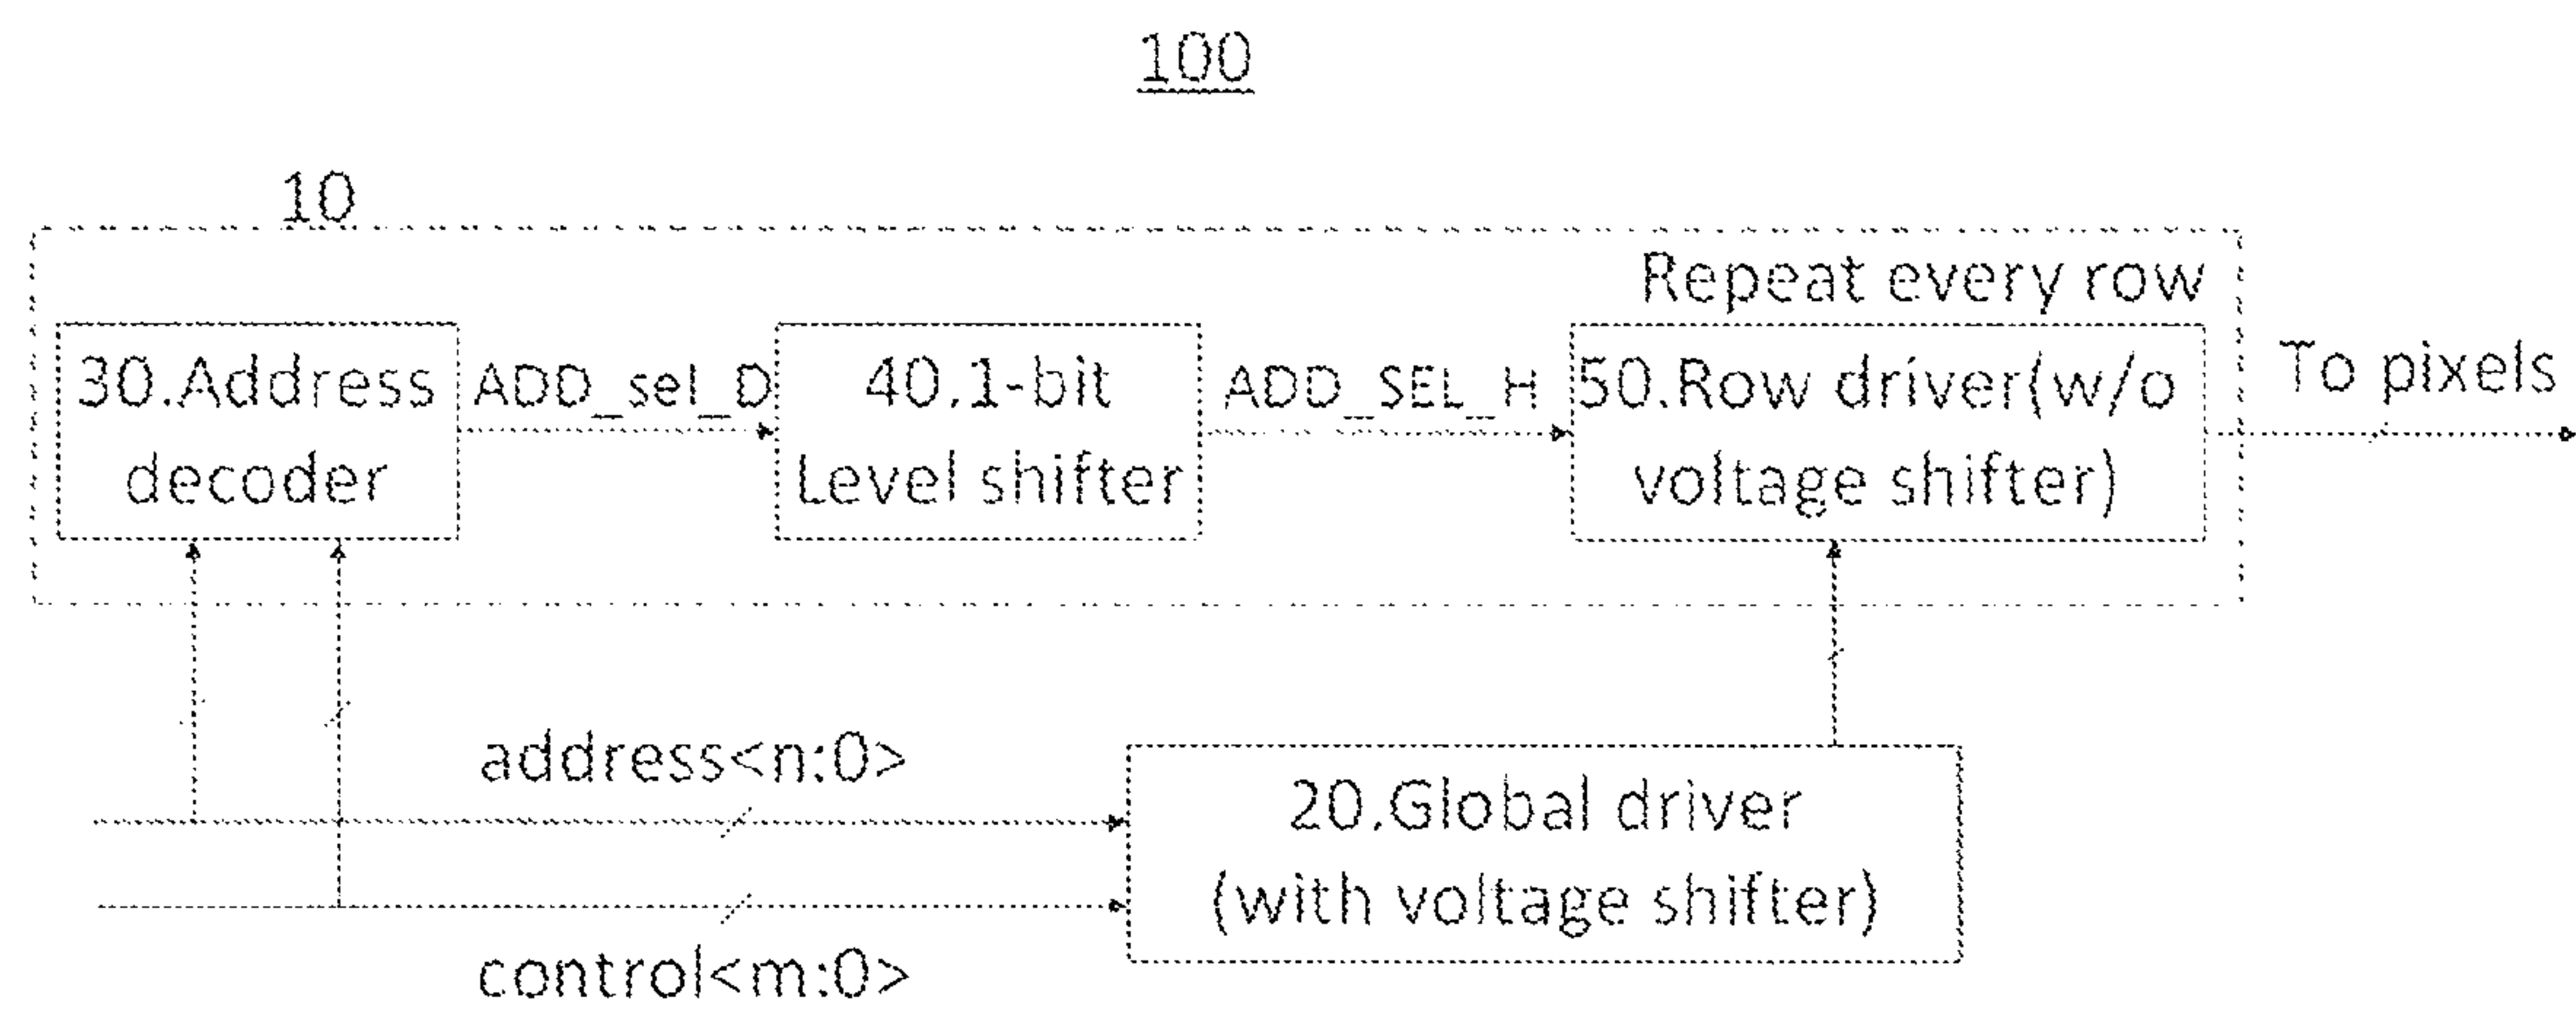 100
10
Repeat every row
30.Address
decoder
ADD_sel_D
40.1-bit
Level shifter
ADD_SEL_H
50.Row driver(w/o
voltage shifter)
To pixels
address<n:0>
control<m:0>
20.Global driver
(with voltage shifter)